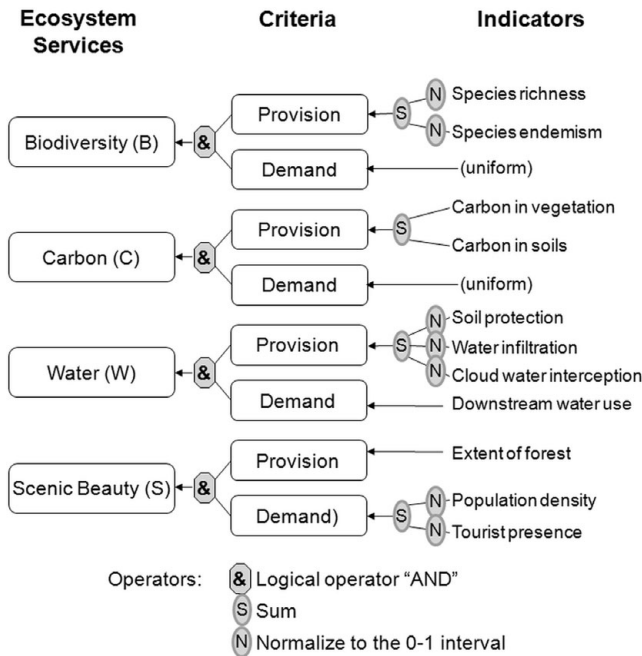 Ecosystem Services
Criteria
Indicators
Biodiversity (B)
&
Provision
S
N
Species richness
N
Species endemism
Demand
(uniform)
Carbon (C)
&
Provision
S
Carbon in vegetation
Carbon in soils
Demand
(uniform)
Water (W)
&
Provision
S
N
Soil protection
N
Water infiltration
N
Cloud water interception
Demand
Downstream water use
Scenic Beauty (S)
&
Provision
Extent of forest
Demand)
S
N
Population density
N
Tourist presence
Operators:
& Logical operator “AND”
S Sum
N Normalize to the 0-1 interval